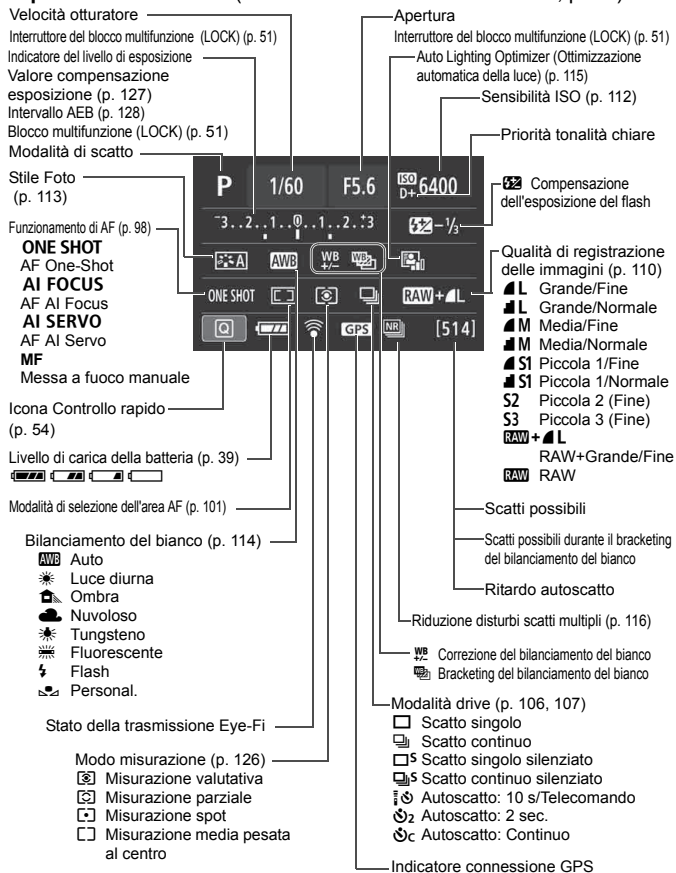 Velocità otturatore
Interruttore del blocco multifunzione (LOCK) (p. 51)
Indicatore del livello di esposizione
Valore compensazione
esposizione (p. 127)
Intervallo AEB (p. 128)
Blocco multifunzione (LOCK) (p. 51)
Modalità di scatto
Stile Foto
(p. 113)
Funzionamento di AF (p. 98)
ONE SHOT
AF One-Shot
AI FOCUS
AF AI Focus
AI SERVO
AF AI Servo
MF
Messa a fuoco manuale
Icona Controllo rapido
(p. 54)
Livello di carica della batteria (p. 39)
Modalità di selezione dell'area AF (p. 101)
Bilanciamento del bianco (p. 114)
AWB Auto
Luce diurna
Ombra
Nuvoloso
Tungsteno
Fluorescente
Flash
Personal.
Stato della trasmissione Eye-Fi
Modo misurazione (p. 126)
Misurazione valutativa
Misurazione parziale
Misurazione spot
Misurazione media pesata
al centro
P 1/60 F5.6 ISO D+ 6400
-3..2..1..0..1..2.+3 -1/3
A AWB WB +/- WB
ONE SHOT RAW+L
Q GPS NR [514]
Apertura
Interruttore del blocco multifunzione (LOCK) (p. 51)
Auto Lighting Optimizer (Ottimizzazione
automatica della luce) (p. 115)
Sensibilità ISO (p. 112)
Priorità tonalità chiare
Compensazione
dell'esposizione del flash
Qualità di registrazione
delle immagini (p. 110)
L Grande/Fine
L Grande/Normale
M Media/Fine
M Media/Normale
S1 Piccola 1/Fine
S1 Piccola 1/Normale
S2 Piccola 2 (Fine)
S3 Piccola 3 (Fine)
RAW+L
RAW+Grande/Fine
RAW RAW
Scatti possibili
Scatti possibili durante il bracketing
del bilanciamento del bianco
Ritardo autoscatto
Riduzione disturbi scatti multipli (p. 116)
WB +/- Correzione del bilanciamento del bianco
WB Bracketing del bilanciamento del bianco
Modalità drive (p. 106, 107)
Scatto singolo
Scatto continuo
S Scatto singolo silenziato
S Scatto continuo silenziato
Autoscatto: 10 s/Telecomando
2 Autoscatto: 2 sec.
C Autoscatto: Continuo
Indicatore connessione GPS